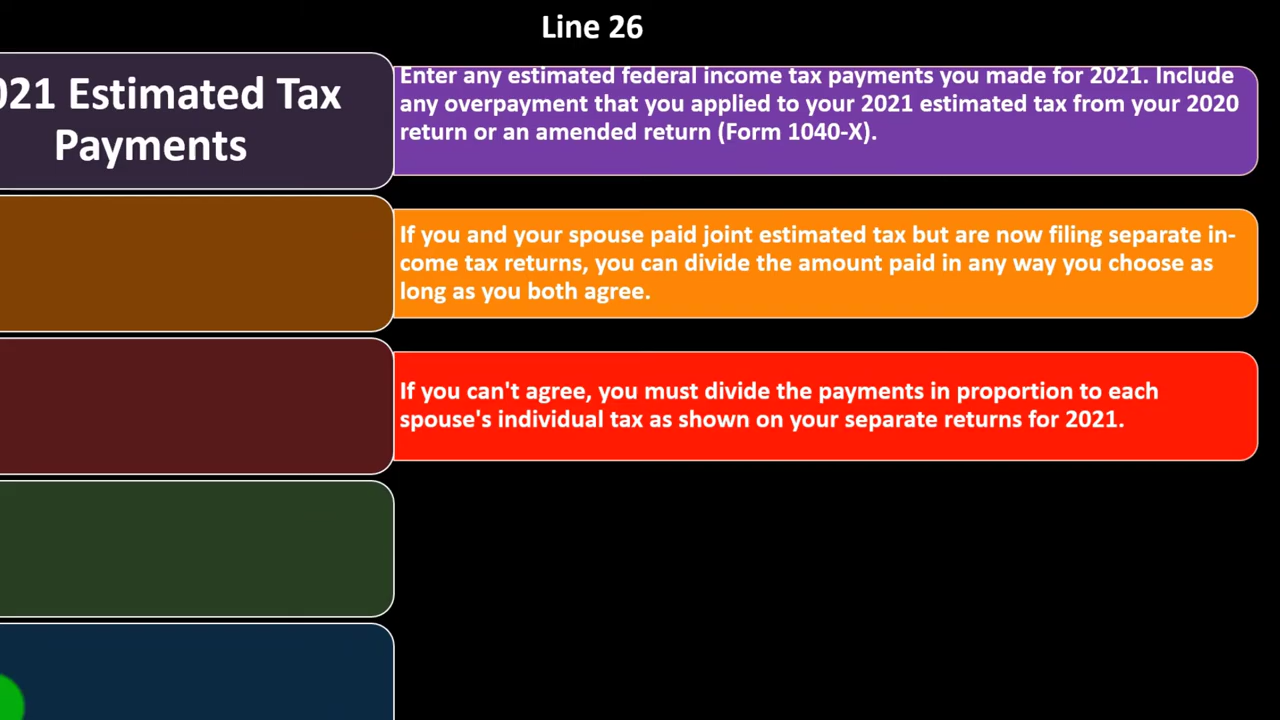 Line 26
021 Estimated Tax
Payments
Enter any estimated federal income tax payments you made for 2021. Include
any overpayment that you applied to your 2021 estimated tax from your 2020
return or an amended return (Form 1040-X).
If you and your spouse paid joint estimated tax but are now filing separate in-
come tax returns, you can divide the amount paid in any way you choose as
long as you both agree.
If you can't agree, you must divide the payments in proportion to each
spouse's individual tax as shown on your separate returns for 2021.